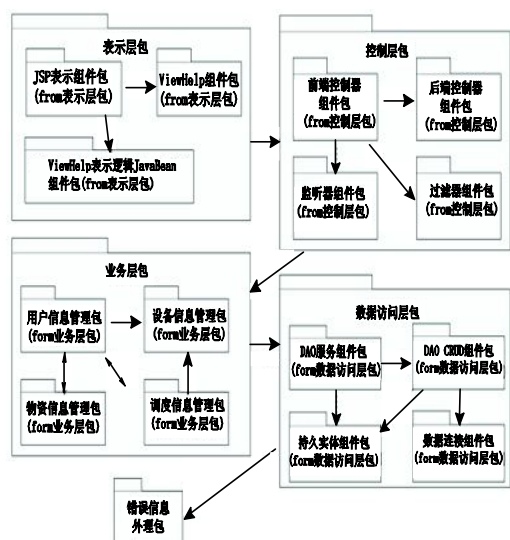 表示层包
JSP表示组件包
(from表示层包)
ViewHelp组件包
(from表示层包)
ViewHelp表示逻辑JavaBean
组件包(from表示层包)
控制层包
前端控制器
组件包
(from控制层包)
后端控制器
组件包
(from控制层包)
监听器组件包
(from控制层包)
过滤器组件包
(from控制层包)
业务层包
用户信息管理包
(form业务层包)
设备信息管理包
(form业务层包)
物资信息管理包
(form业务层包)
调度信息管理包
(form业务层包)
数据访问层包
DAO服务组件包
(form数据访问层包)
DAO CRUD组件包
(form数据访问层包)
持久实体组件包
(form数据访问层包)
数据连接组件包
(form数据访问层包)
错误信息
外理包